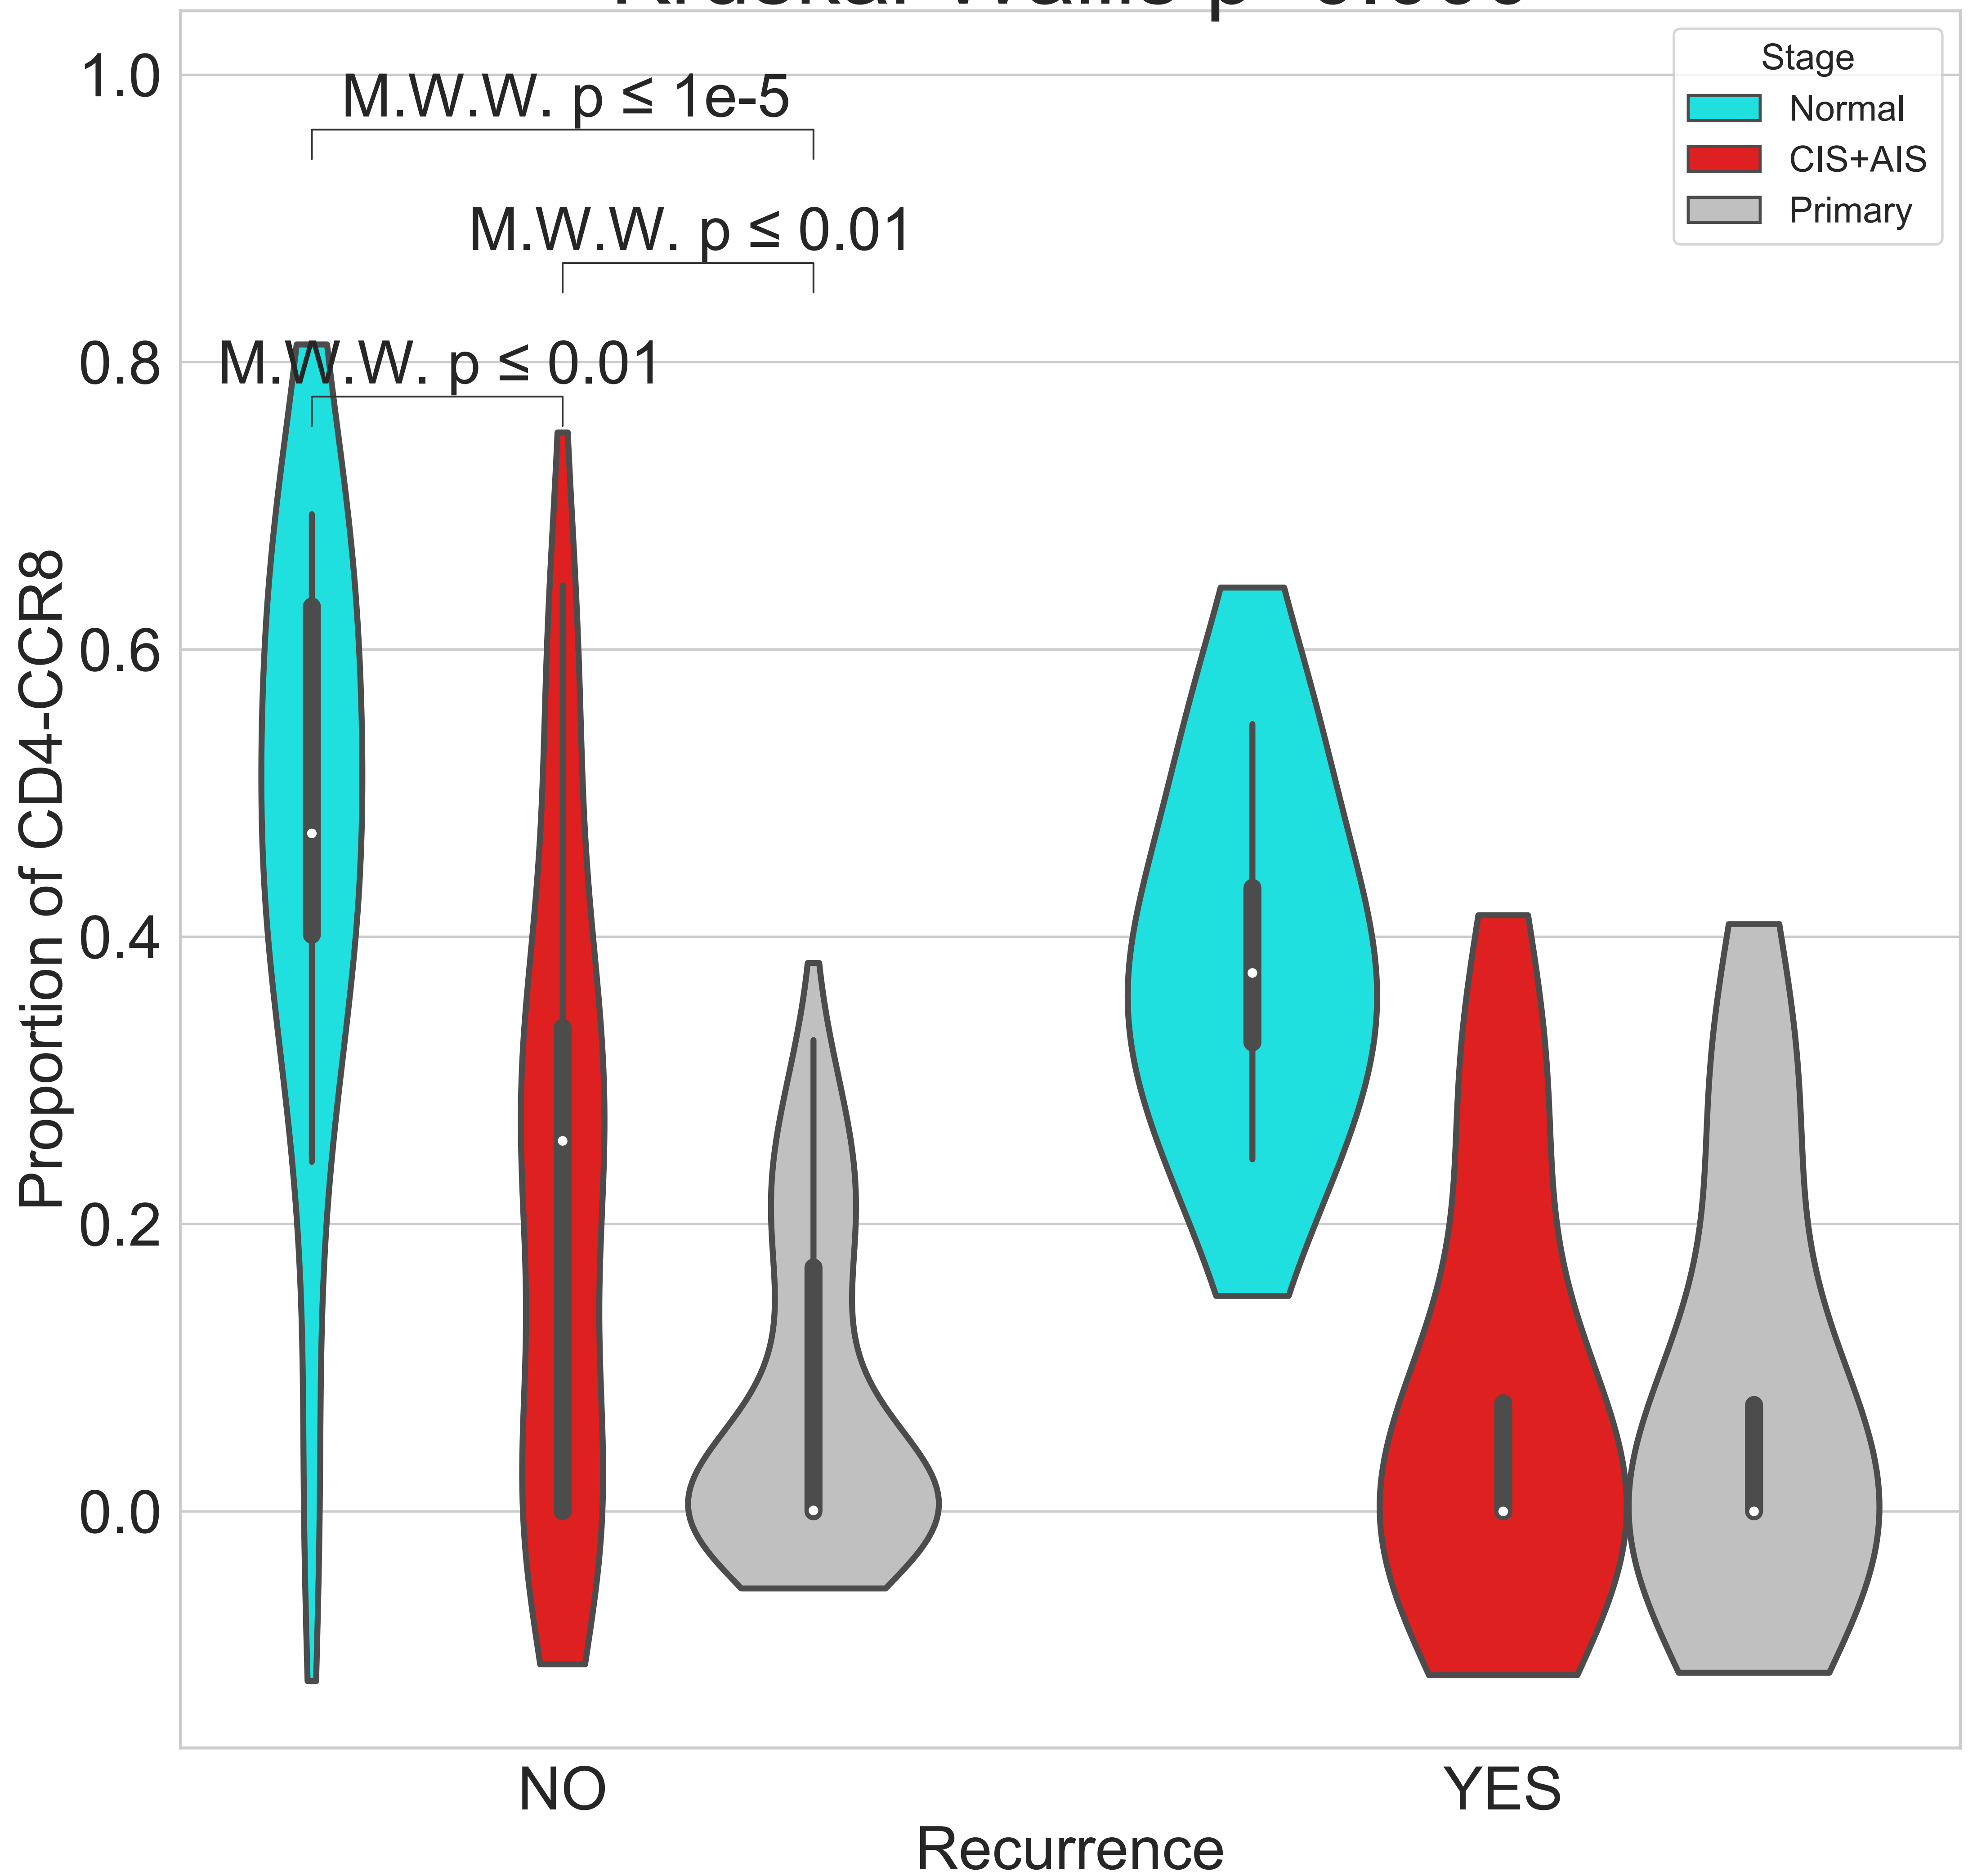 1.0
0.8
0.6
0.4
0.2
0.0
Proportion of CD4-CCR8
M.W.W. p ≤ 1e-5
M.W.W. p ≤ 0.01
M.W.W. p ≤ 0.01
Stage
Normal
CIS+AIS
Primary
NO
YES
Recurrence